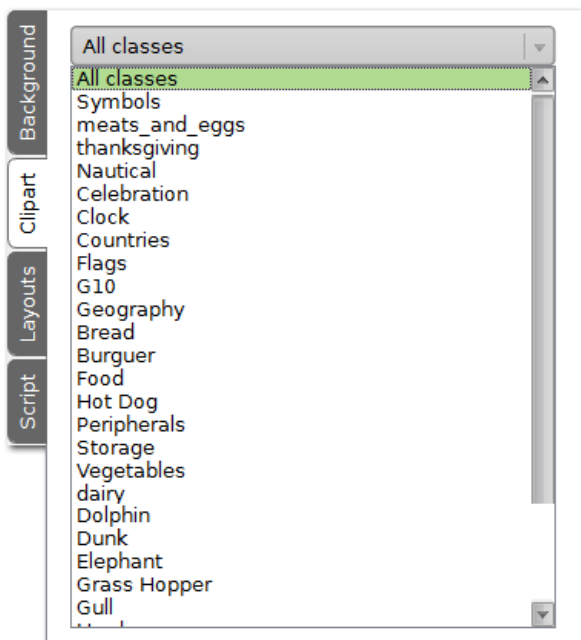 Background
Clipart
Layouts
Script
All classes
All classes
Symbols
meats_and_eggs
thanksgiving
Nautical
Celebration
Clock
Countries
Flags
G10
Geography
Bread
Burguer
Food
Hot Dog
Peripherals
Storage
Vegetables
dairy
Dolphin
Dunk
Elephant
Grass Hopper
Gull